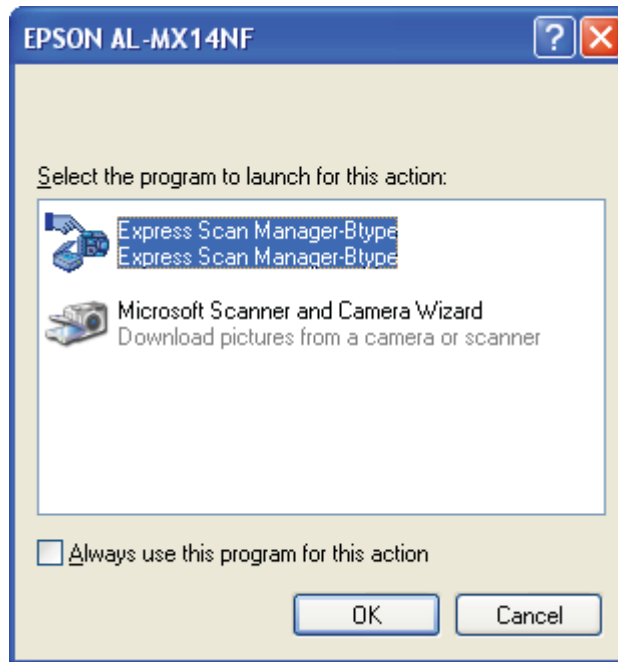 EPSON AL-MX14NF
Select the program to launch for this action:
Express Scan Manager-Btype
Express Scan Manager-Btype
Microsoft Scanner and Camera Wizard
Download pictures from a camera or scanner
Always use this program for this action
OK Cancel